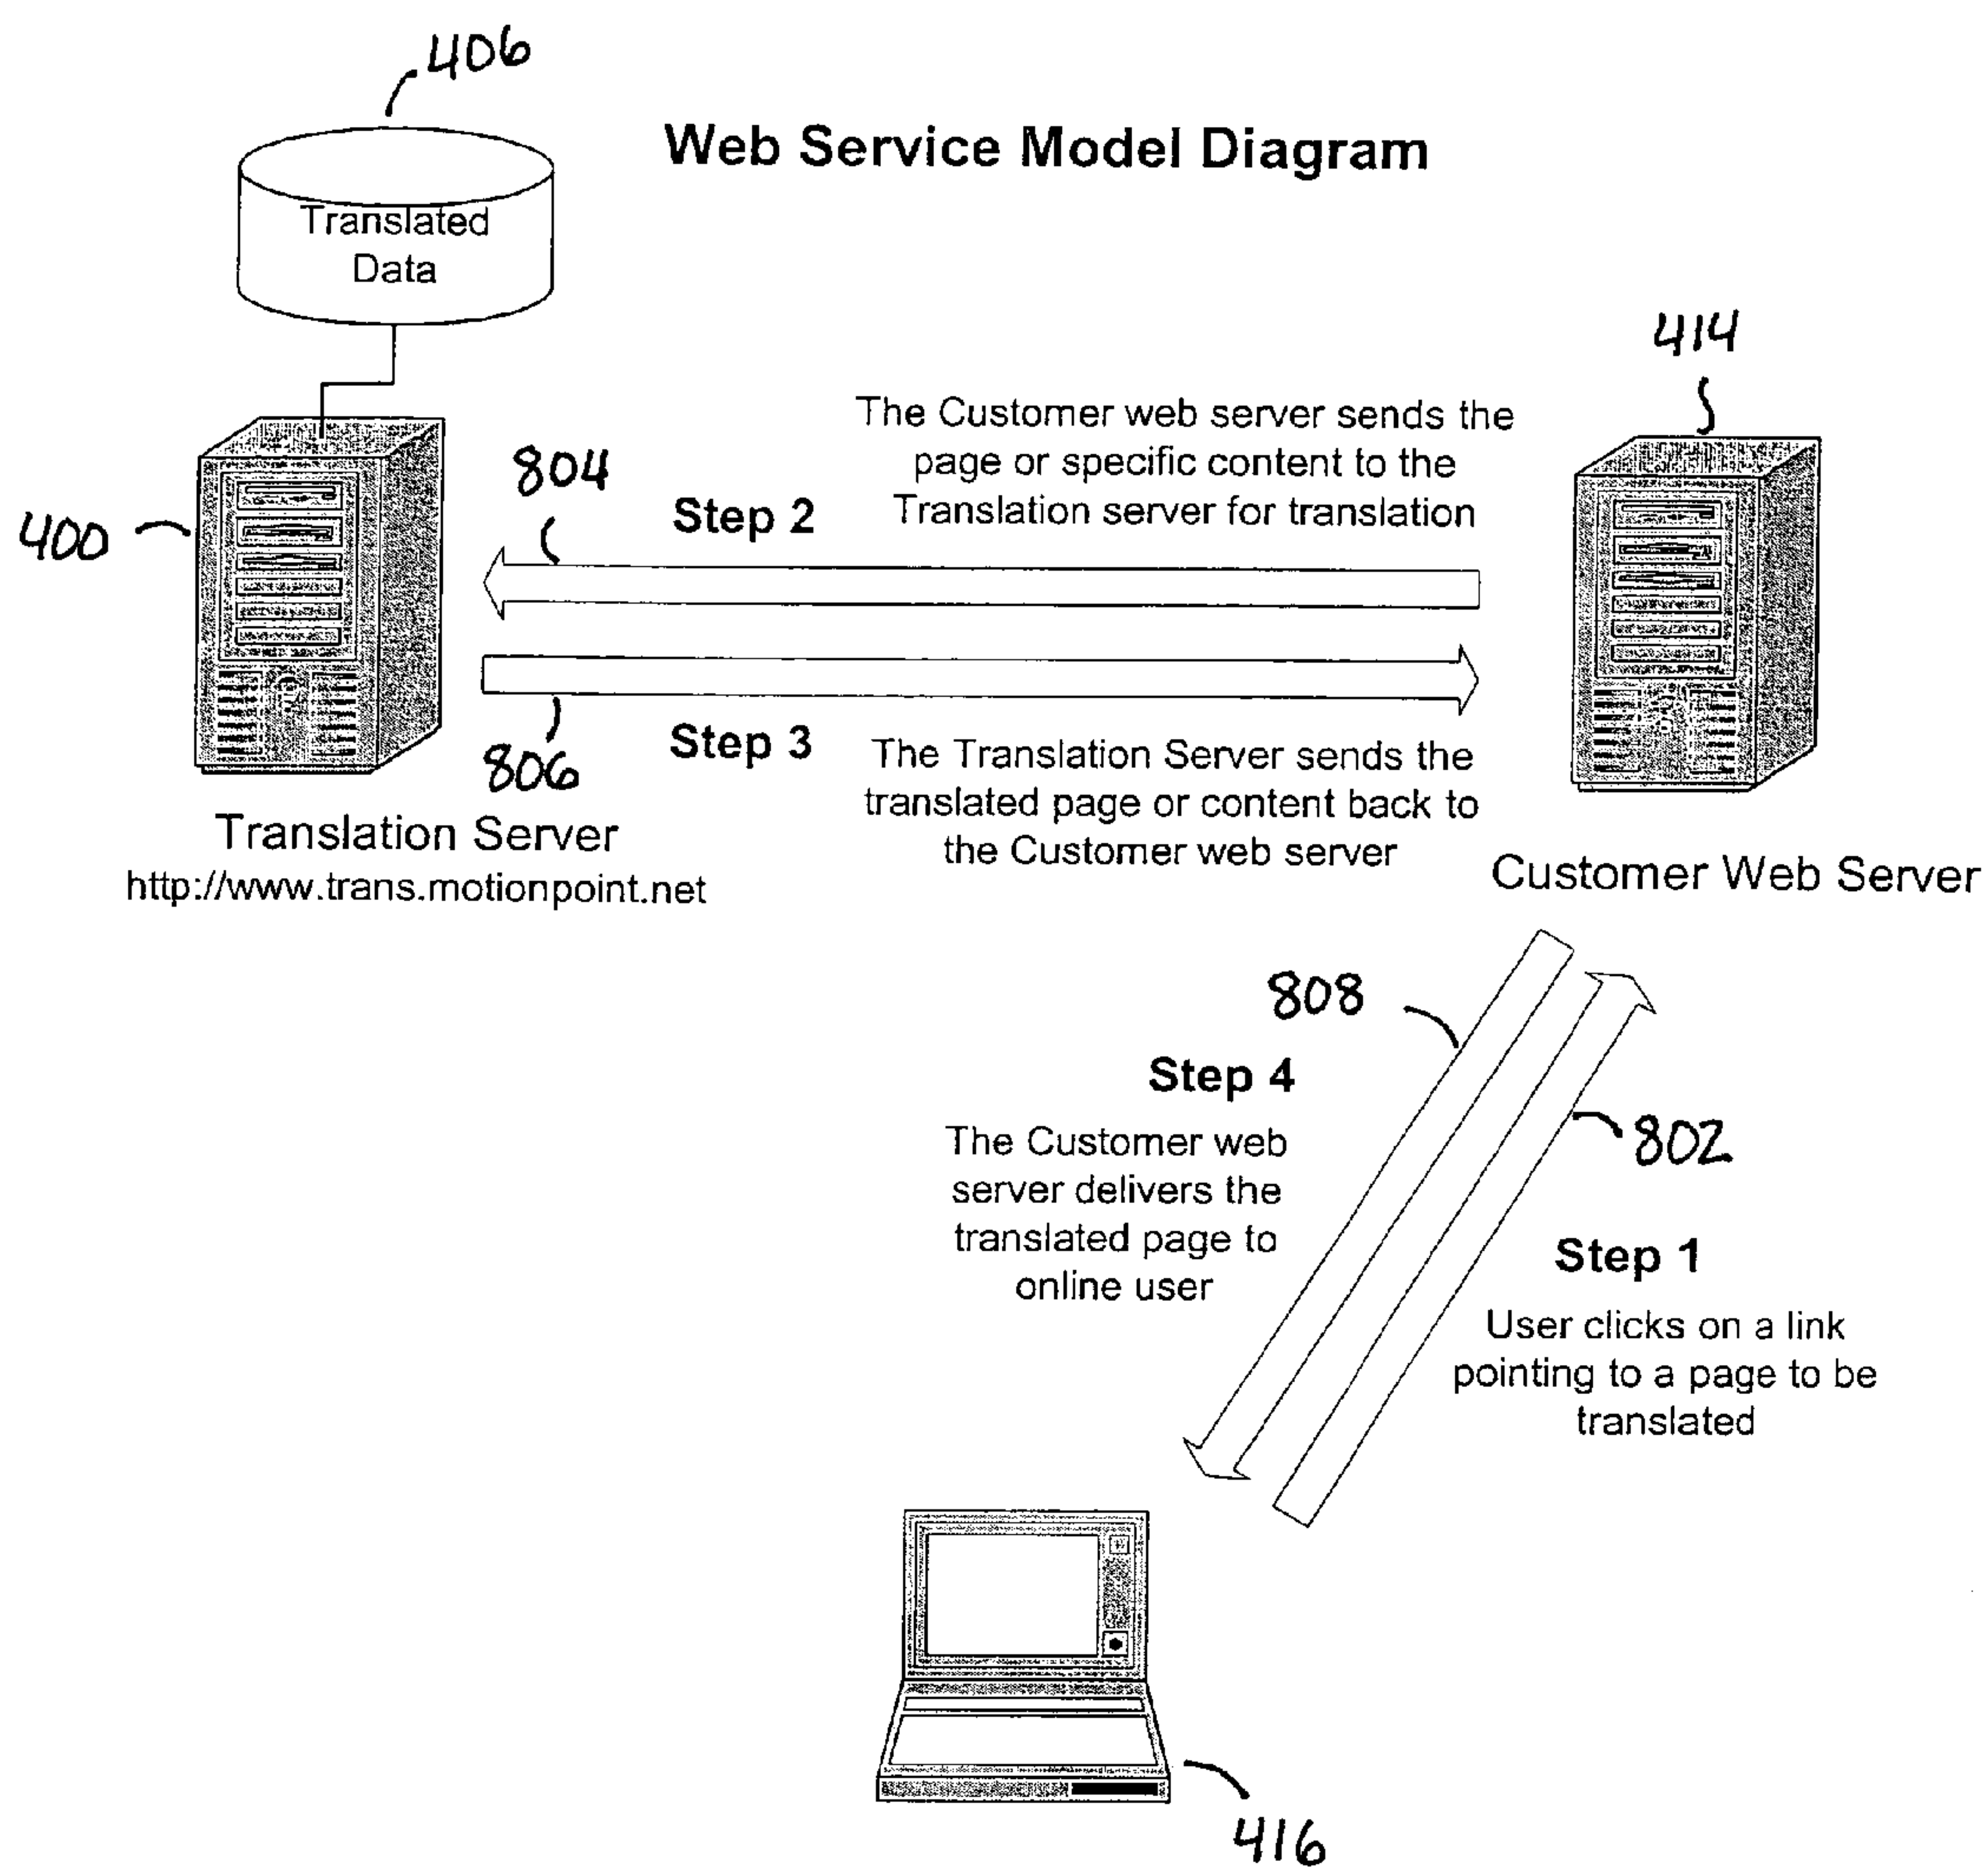 406
Web Service Model Diagram
Translated
Data
414
400
804
Step 2
The Customer web server sends the
page or specific content to the
Translation server for translation
806
Step 3
The Translation Server sends the
translated page or content back to
the Customer web server
Translation Server
http://www.trans.motionpoint.net
Customer Web Server
808
Step 4
The Customer web
server delivers the
translated page to
online user
802
Step 1
User clicks on a link
pointing to a page to be
translated
416